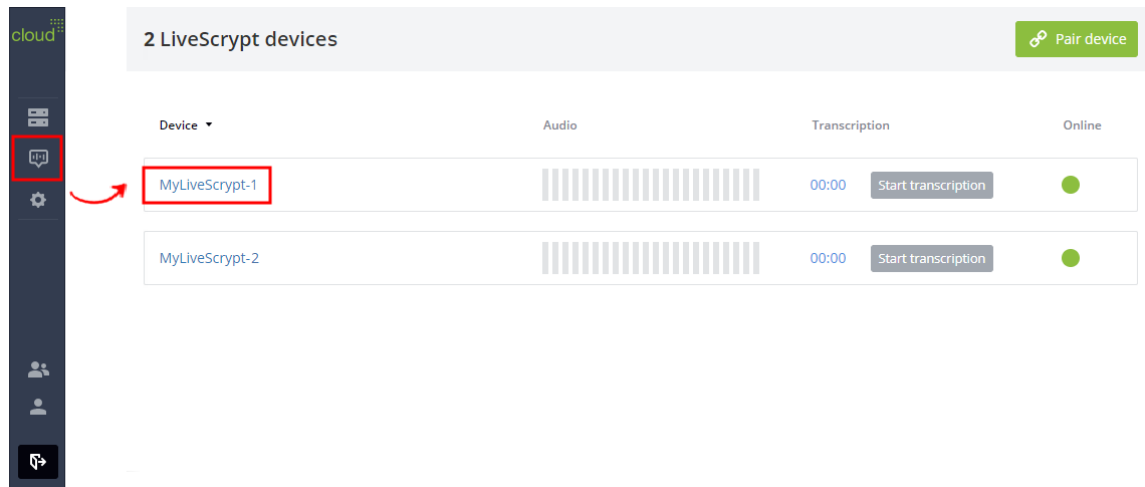 cloud
2 LiveScrypt devices
Pair device
Device Audio Transcription Online
MyLiveScrypt-1 00:00 Start transcription
MyLiveScrypt-2 00:00 Start transcription